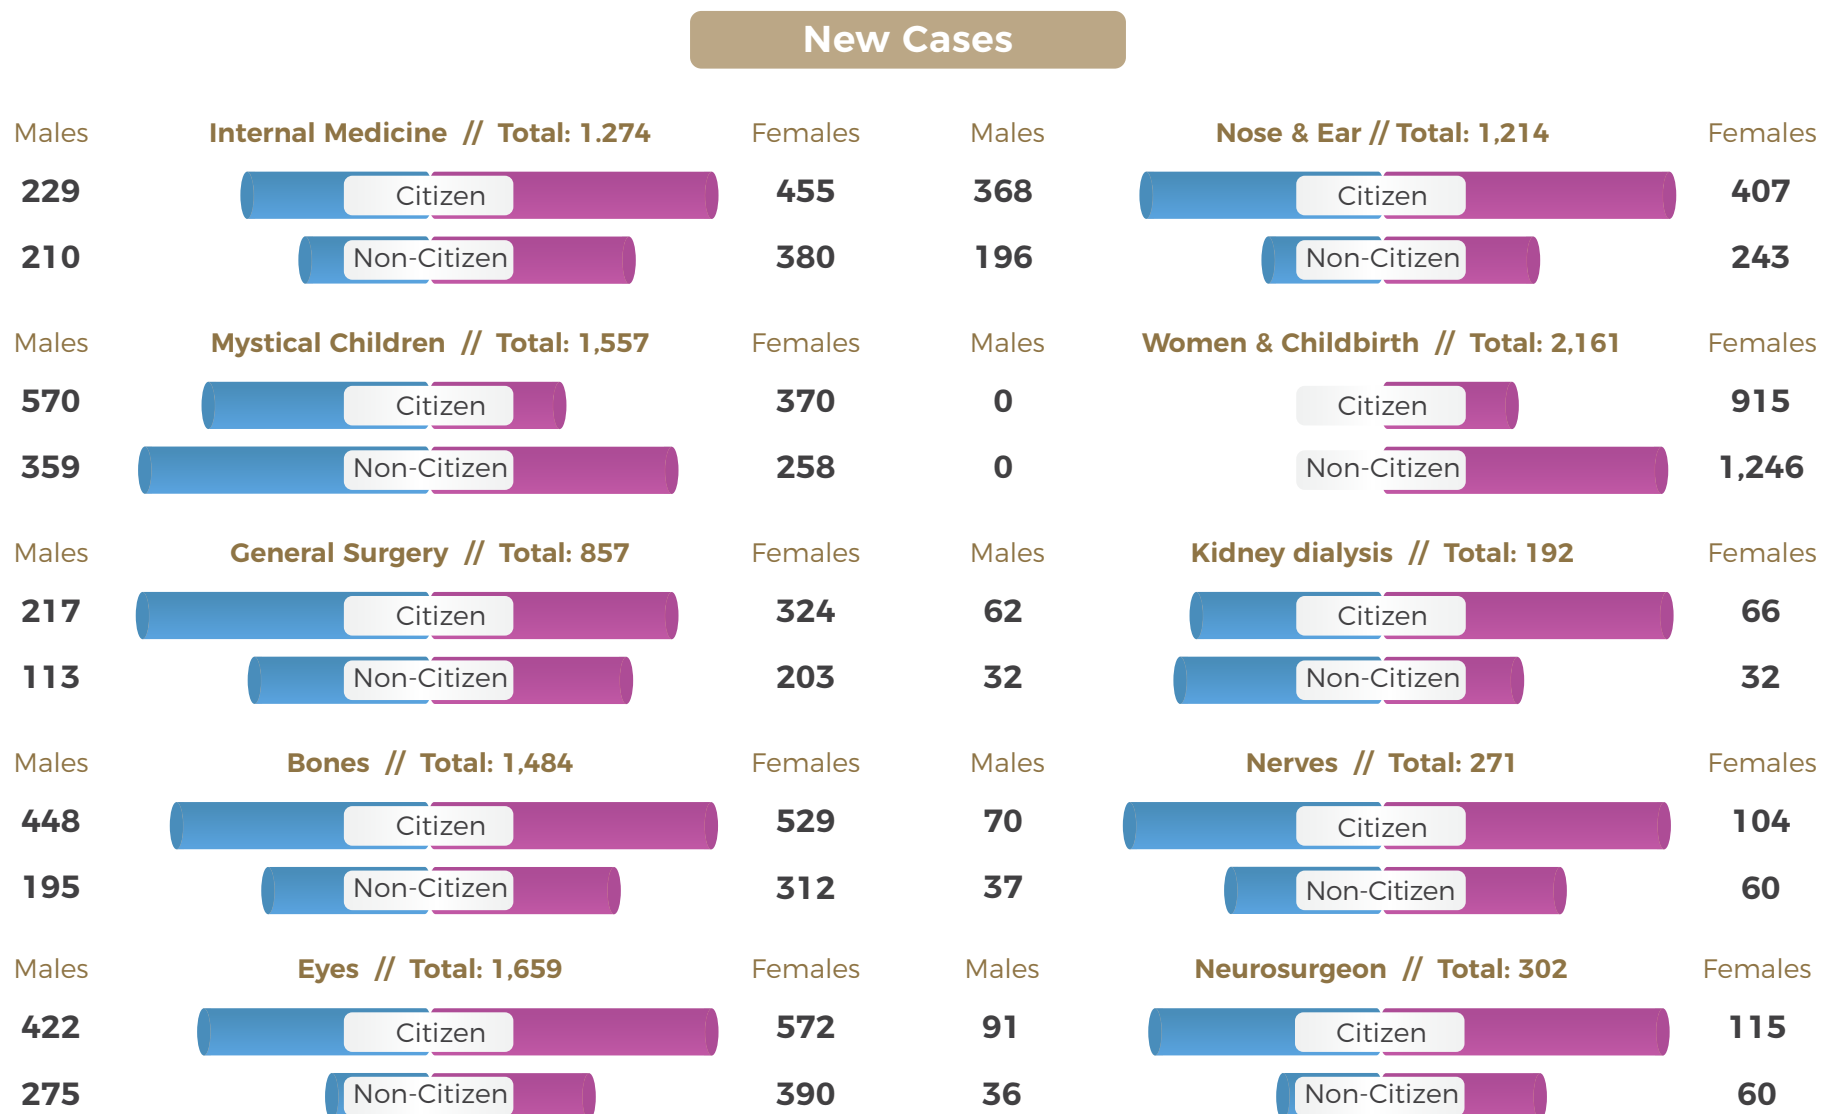 New Cases
Males Internal Medicine // Total: 1.274 Females
229 Citizen 455
210 Non-Citizen 380
Males Nose & Ear // Total: 1,214 Females
368 Citizen 407
196 Non-Citizen 243
Males Mystical Children // Total: 1,557 Females
570 Citizen 370
359 Non-Citizen 258
Males Women & Childbirth // Total: 2,161 Females
0 Citizen 915
0 Non-Citizen 1,246
Males General Surgery // Total: 857 Females
217 Citizen 324
113 Non-Citizen 203
Males Kidney dialysis // Total: 192 Females
62 Citizen 66
32 Non-Citizen 32
Males Bones // Total: 1,484 Females
448 Citizen 529
195 Non-Citizen 312
Males Nerves // Total: 271 Females
70 Citizen 104
37 Non-Citizen 60
Males Eyes // Total: 1,659 Females
422 Citizen 572
275 Non-Citizen 390
Males Neurosurgeon // Total: 302 Females
91 Citizen 115
36 Non-Citizen 60